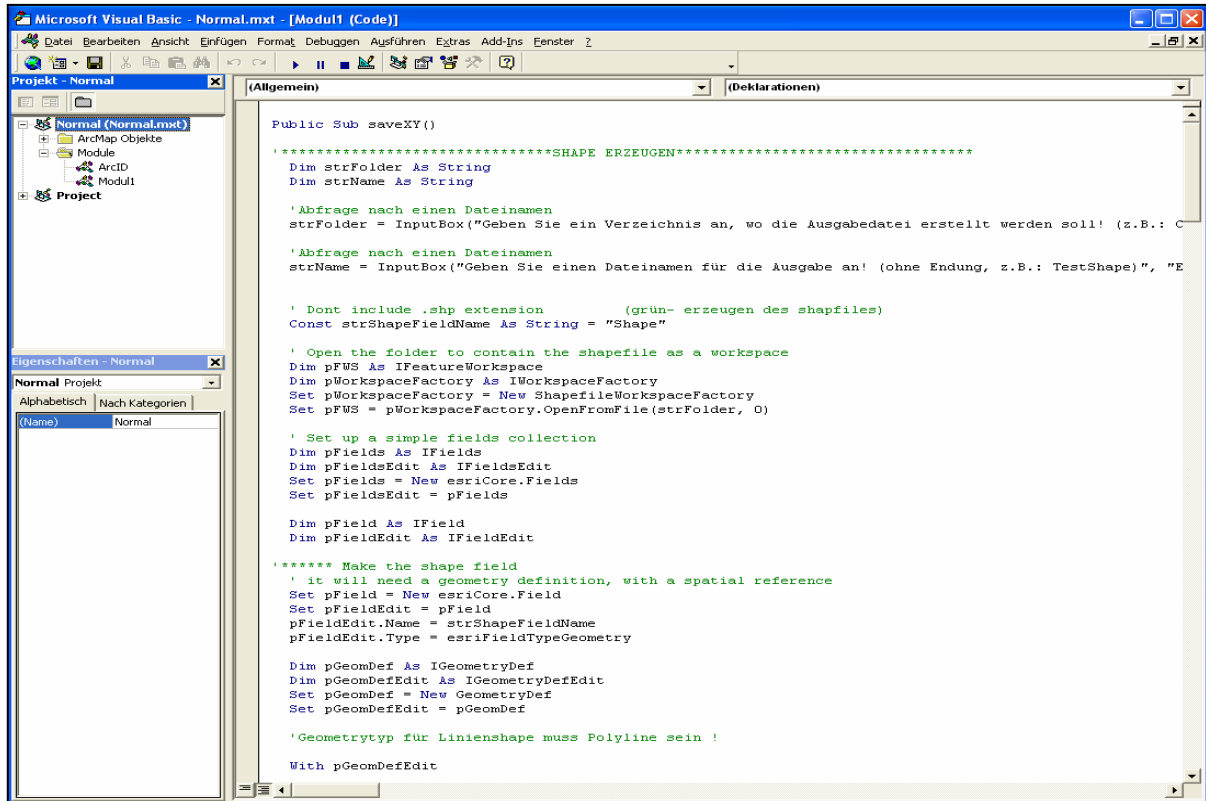 Microsoft Visual Basic - Normal.mxt - [Modul1 (Code)]
Datei Bearbeiten Ansicht Einfügen Format Debuggen Ausführen Extras Add-Ins Fenster ?
Projekt - Normal
Normal (Normal.mxt)
ArcMap Objekte
Module
ArcID
Modul1
Project
Eigenschaften - Normal
Normal Projekt
Alphabetisch Nach Kategorien
(Name) Normal
(Allgemein) (Deklarationen)
Public Sub saveXY()
'*******************************SHAPE ERZEUGEN**********************************
Dim strFolder As String
Dim strName As String
'Abfrage nach einen Dateinamen
strFolder = InputBox("Geben Sie ein Verzeichnis an, wo die Ausgabedatei erstellt werden soll! (z.B.: C
'Abfrage nach einen Dateinamen
strName = InputBox("Geben Sie einen Dateinamen für die Ausgabe an! (ohne Endung, z.B.: TestShape)", "E
' Dont include .shp extension (grün- erzeugen des shapfiles)
Const strShapeFieldName As String = "Shape"
' Open the folder to contain the shapefile as a workspace
Dim pFWS As IFeatureWorkspace
Dim pWorkspaceFactory As IWorkspaceFactory
Set pWorkspaceFactory = New ShapefileWorkspaceFactory
Set pFWS = pWorkspaceFactory.OpenFromFile(strFolder, 0)
' Set up a simple fields collection
Dim pFields As IFields
Dim pFieldsEdit As IFieldsEdit
Set pFields = New esriCore.Fields
Set pFieldsEdit = pFields
Dim pField As IField
Dim pFieldEdit As IFieldEdit
'****** Make the shape field
' it will need a geometry definition, with a spatial reference
Set pField = New esriCore.Field
Set pFieldEdit = pField
pFieldEdit.Name = strShapeFieldName
pFieldEdit.Type = esriFieldTypeGeometry
Dim pGeomDef As IGeometryDef
Dim pGeomDefEdit As IGeometryDefEdit
Set pGeomDef = New GeometryDef
Set pGeomDefEdit = pGeomDef
'Geometrytyp für Linienshape muss Polyline sein !
With pGeomDefEdit